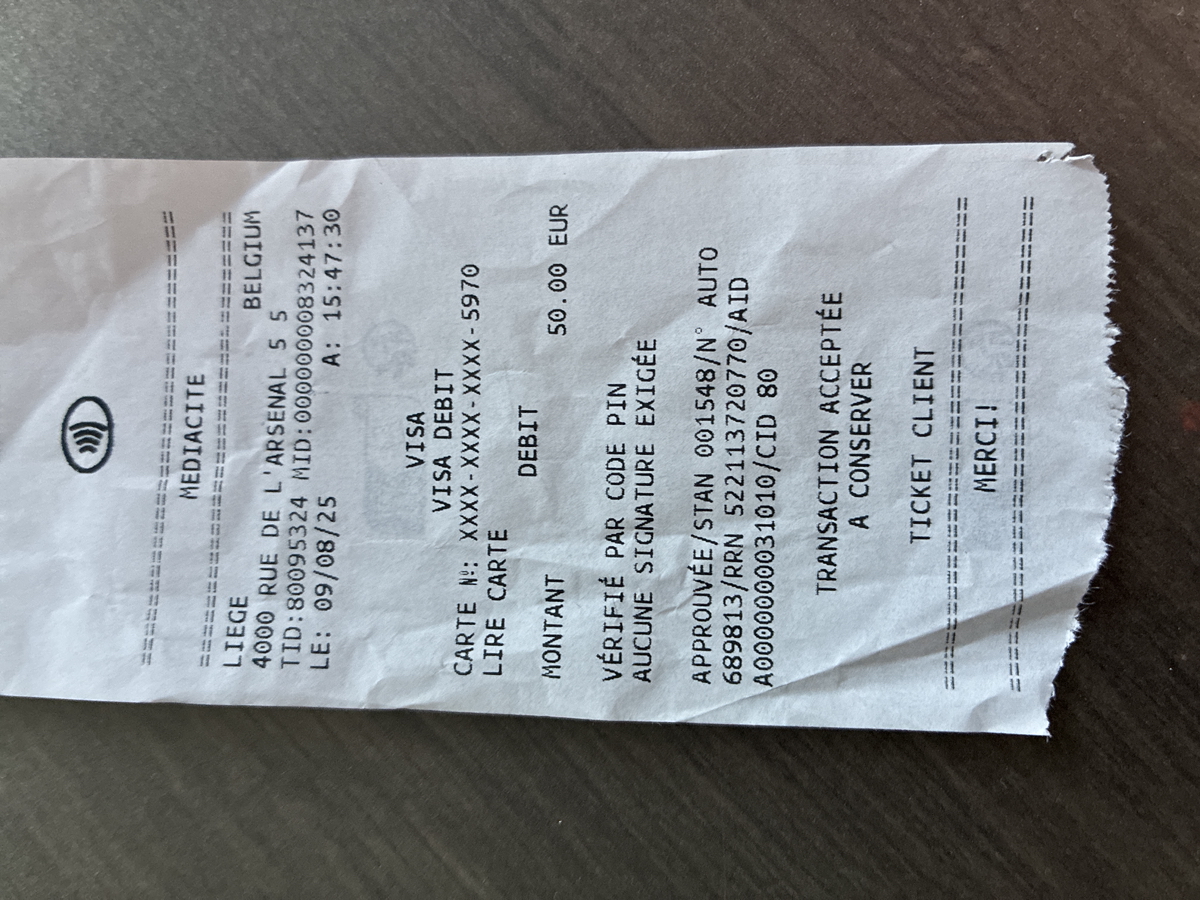 ================================
MEDIACITE
================================
LIEGE BELGIUM
4000 RUE DE L'ARSENAL 5 5
TID:80095324 MID:000000008324137
LE: 09/08/25 A: 15:47:30
VISA
VISA DEBIT
CARTE Nº: XXXX-XXXX-XXXX-5970
LIRE CARTE
DEBIT
MONTANT 50.00 EUR
VÉRIFIÉ PAR CODE PIN
AUCUNE SIGNATURE EXIGÉE
APPROUVÉE/STAN 001548/N° AUTO
689813/RRN 522113720770/AID
A0000000031010/CID 80
TRANSACTION ACCEPTÉE
A CONSERVER
TICKET CLIENT
================================
MERCI!
================================